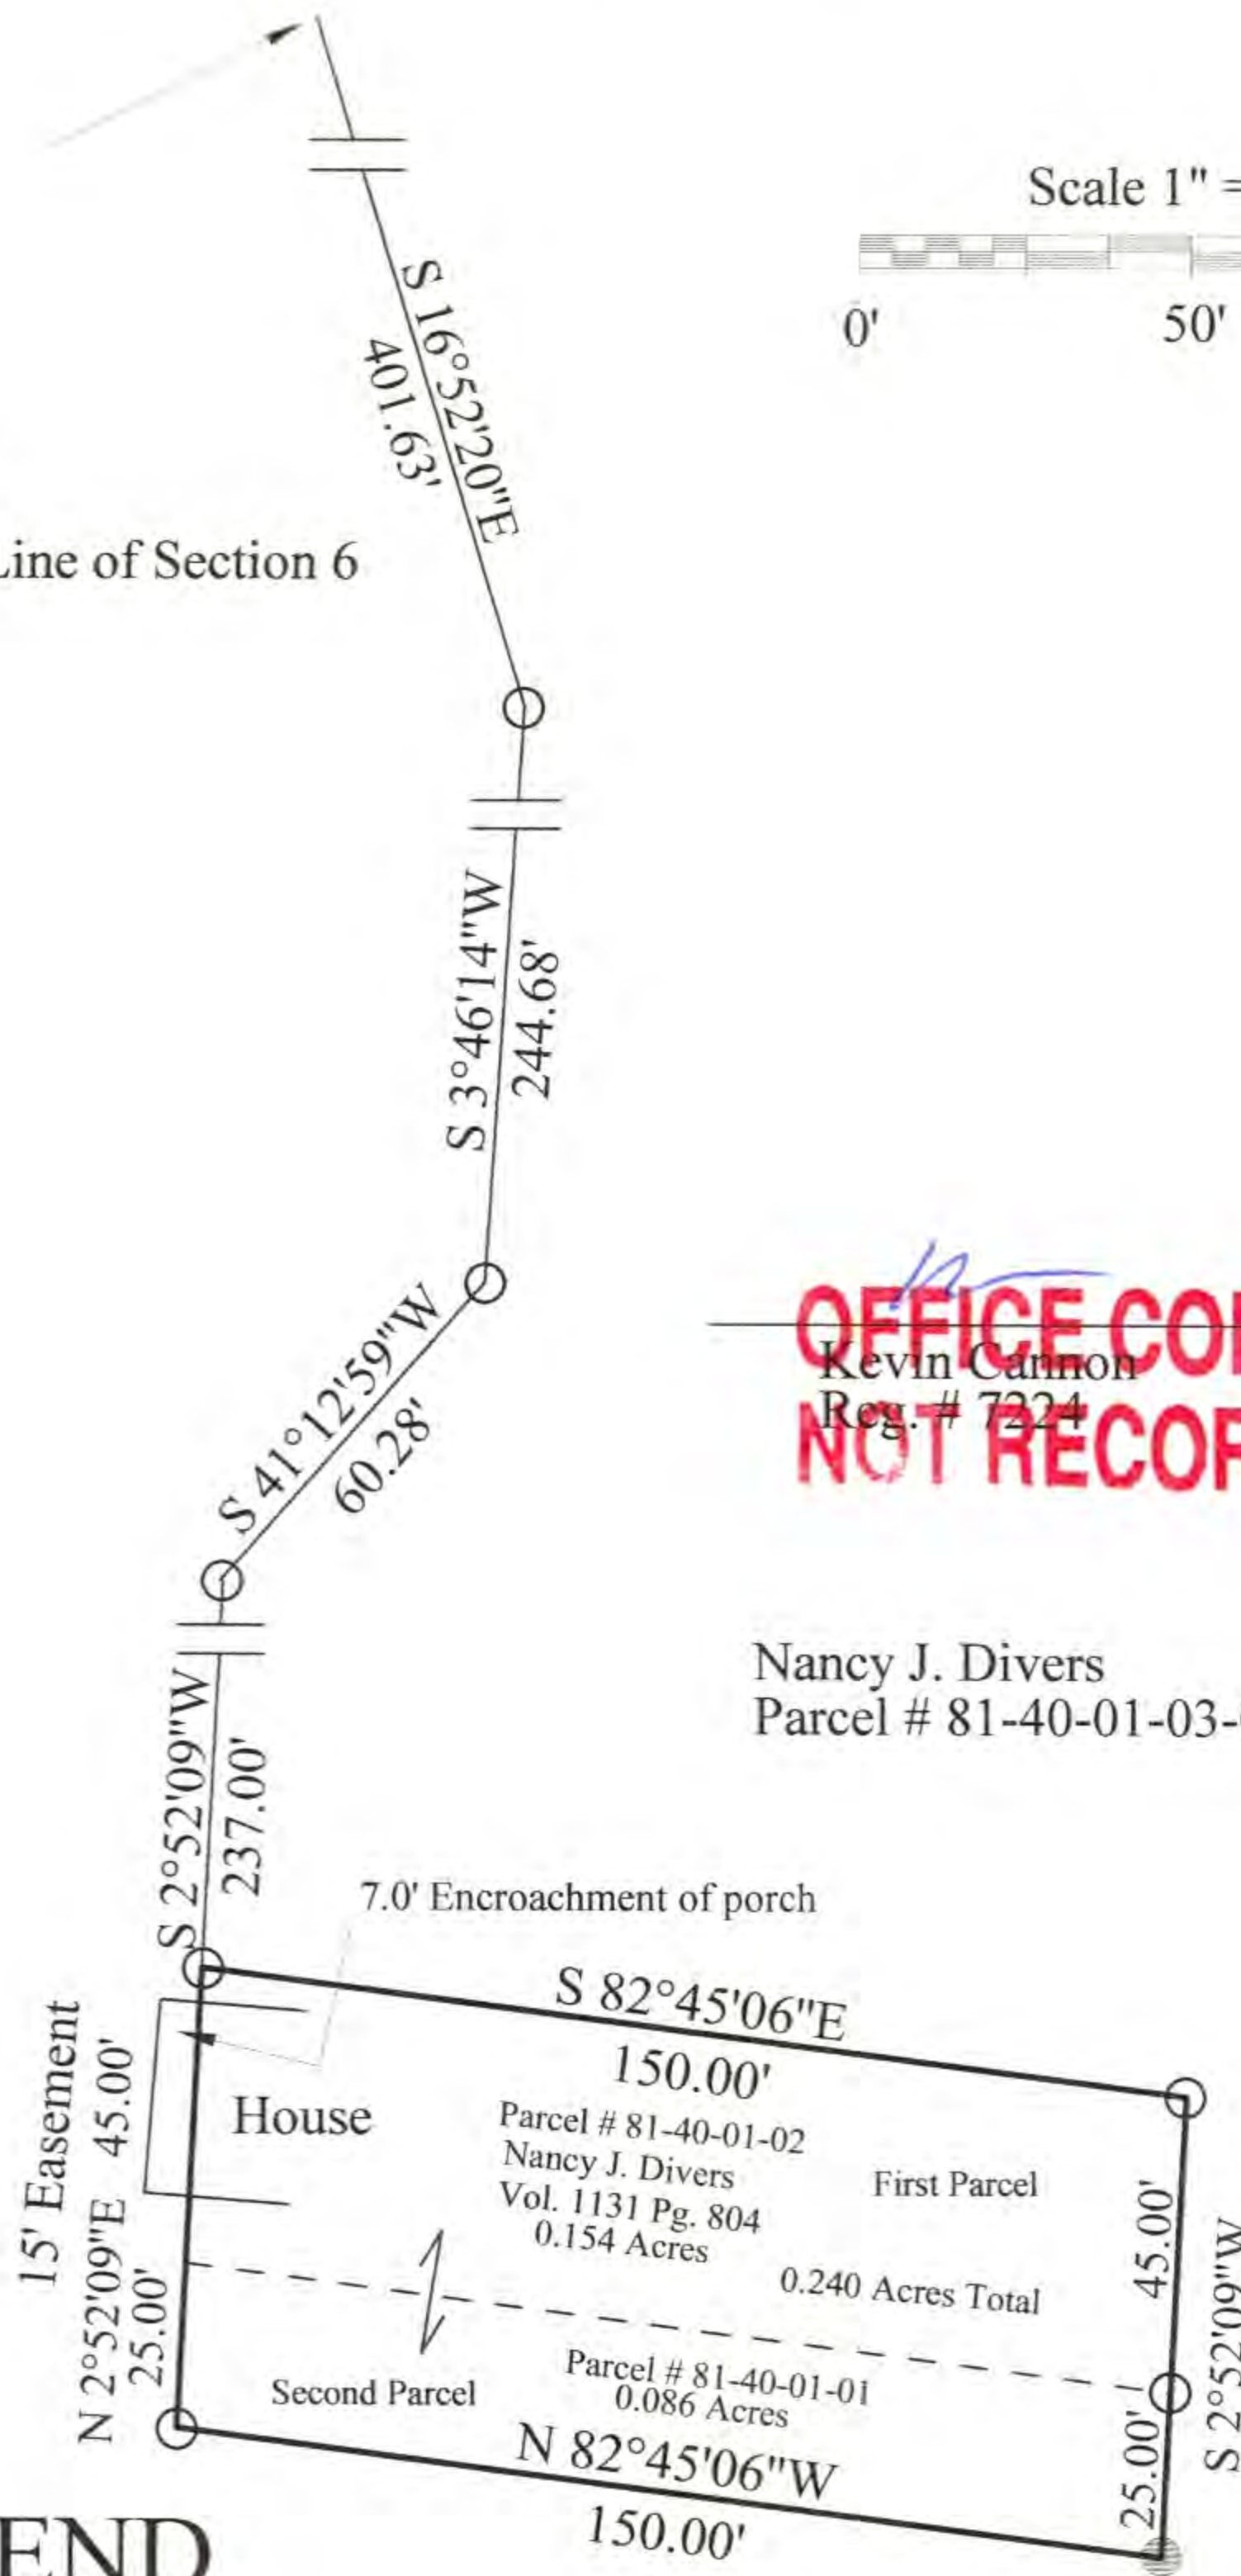 Scale 1" =
0' 50'
S 16°52'20"E
401.63'
Line of Section 6
S 3°46'14"W
244.68'
S 41°12'59"W
60.28'
OFFICE
Kevin Cannon
Reg. # 7224
NOT
Nancy J. Divers
Parcel # 81-40-01-03-
S 2°52'09"W
237.00'
7.0' Encroachment of porch
S 82°45'06"E
150.00'
15' Easement
N 2°52'09"E 45.00'
25.00'
House
Parcel # 81-40-01-02
Nancy J. Divers
Vol. 1131 Pg. 804
0.154 Acres
First Parcel
0.240 Acres Total
45.00'
S 2°52'09"W
25.00'
Second Parcel
Parcel # 81-40-01-01
0.086 Acres
N 82°45'06"W
150.00'
END